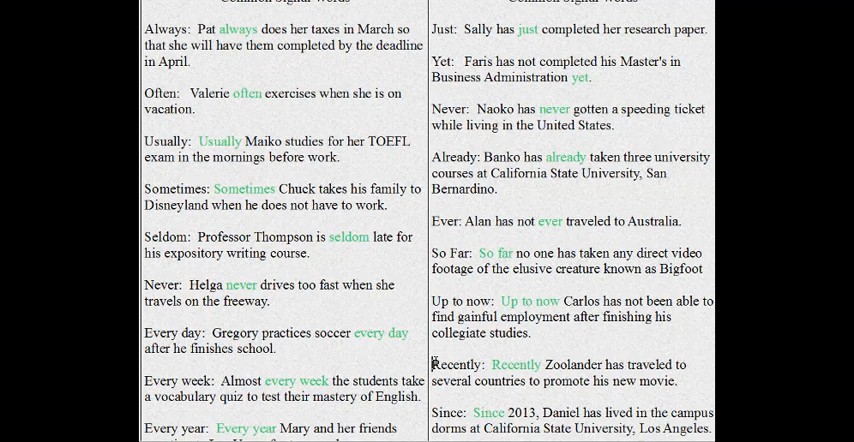 Common Signal Words
Always: Pat always does her taxes in March so
that she will have them completed by the deadline
in April.
Often: Valerie often exercises when she is on
vacation.
Usually: Usually Maiko studies for her TOEFL
exam in the mornings before work.
Sometimes: Sometimes Chuck takes his family to
Disneyland when he does not have to work.
Seldom: Professor Thompson is seldom late for
his expository writing course.
Never: Helga never drives too fast when she
travels on the freeway.
Every day: Gregory practices soccer every day
after he finishes school.
Every week: Almost every week the students take
a vocabulary quiz to test their mastery of English.
Every year: Every year Mary and her friends
Common Signal Words
Just: Sally has just completed her research paper.
Yet: Faris has not completed his Master's in
Business Administration yet.
Never: Naoko has never gotten a speeding ticket
while living in the United States.
Already: Banko has already taken three university
courses at California State University, San
Bernardino.
Ever: Alan has not ever traveled to Australia.
So Far: So far no one has taken any direct video
footage of the elusive creature known as Bigfoot
Up to now: Up to now Carlos has not been able to
find gainful employment after finishing his
collegiate studies.
Recently: Recently Zoolander has traveled to
several countries to promote his new movie.
Since: Since 2013, Daniel has lived in the campus
dorms at California State University, Los Angeles.